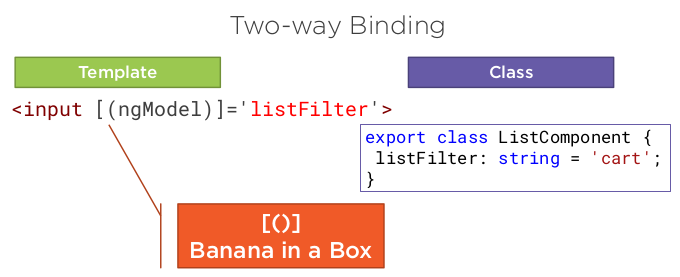 Two-way Binding
Template
Class
<input [(ngModel)]='listFilter'>
export class ListComponent {
listFilter: string = 'cart';
}
[()]
Banana in a Box